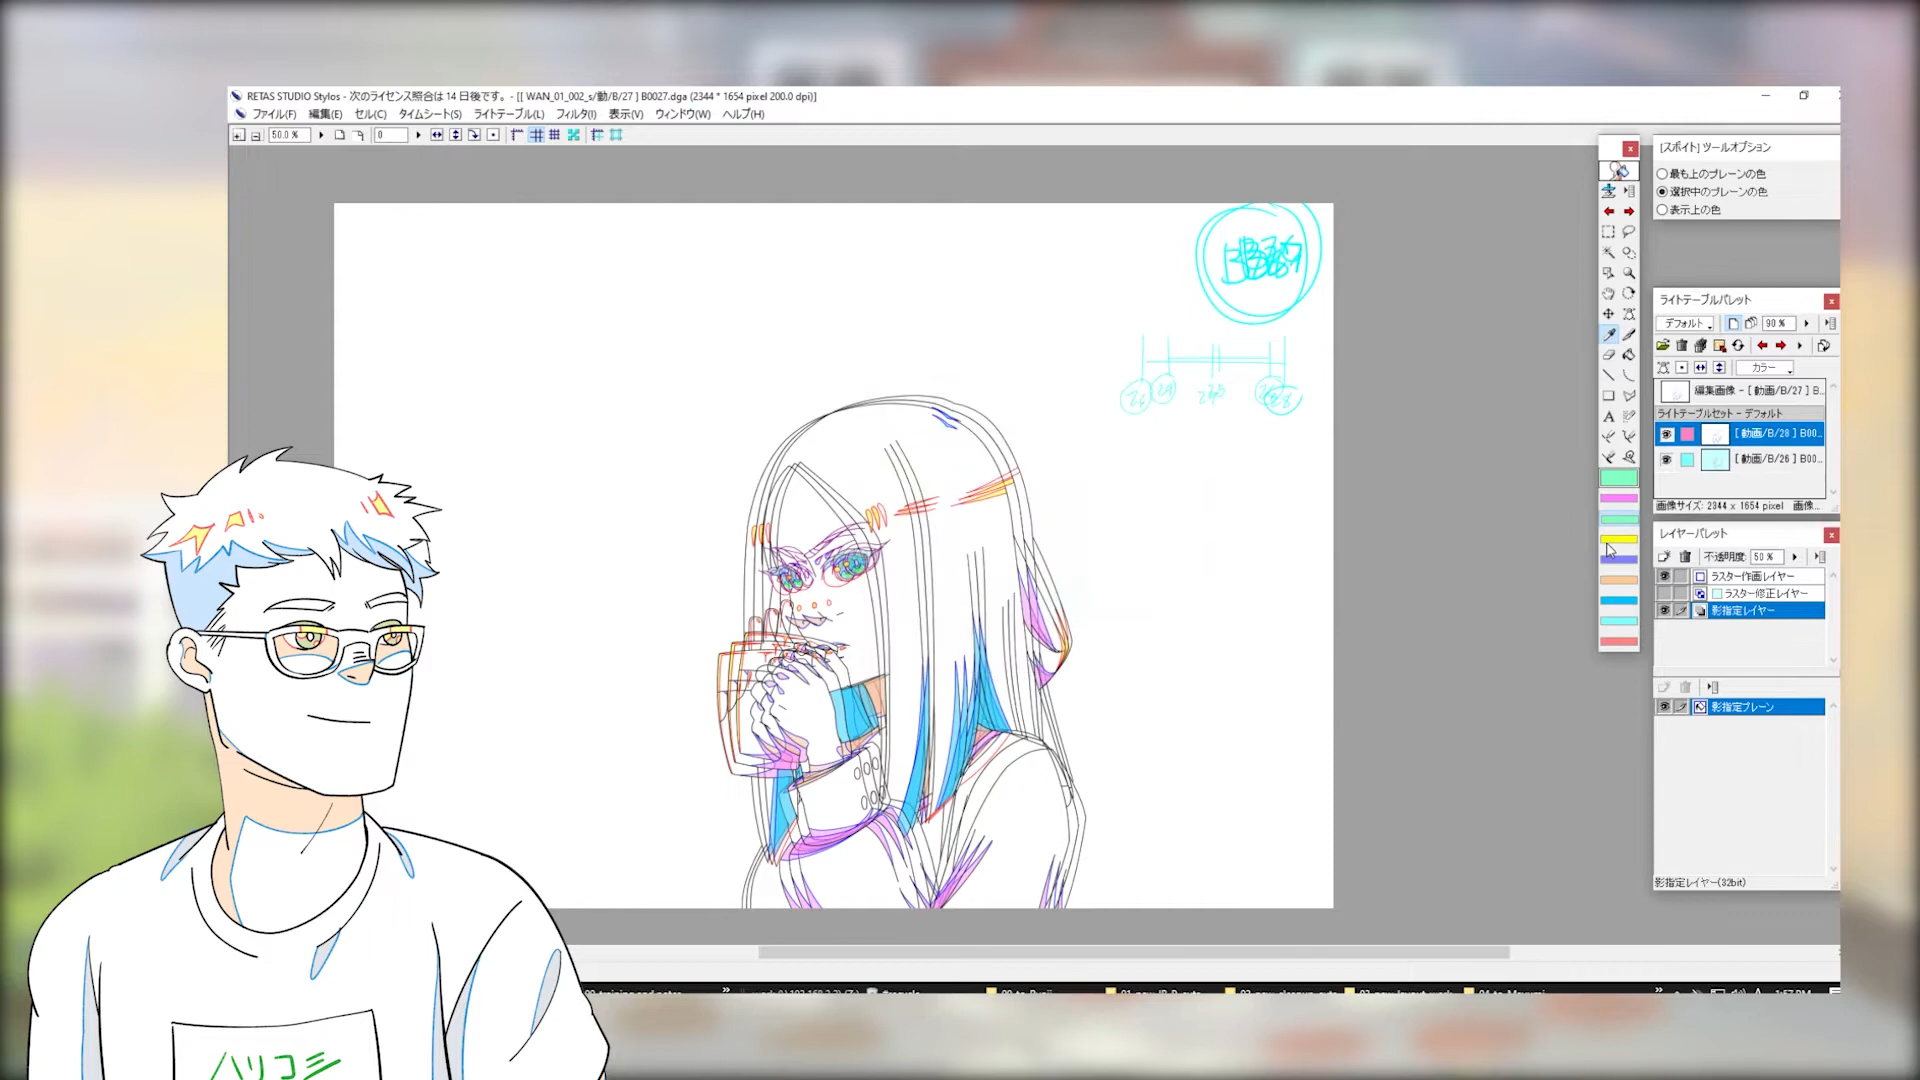 RETAS STUDIO Stylos - 次のライセンス照合は 14 日後です。 - [[ WAN_01_002_s/動/B/27 ] B0027.dga (2344 * 1654 pixel 200.0 dpi)]
ファイル(F) 編集(E) セル(C) タイムシート(S) ライトテーブル(L) フィルタ(I) 表示(V) ウィンドウ(W) ヘルプ(H)
50.0 % 0
[スポイト] ツールオプション
最も上のプレーンの色
選択中のプレーンの色
表示上の色
ライトテーブルパレット
デフォルト 90 %
カラー
編集画像 - [ 動画/B/27 ] B...
ライトテーブルセット - デフォルト
[ 動画/B/28 ] B00...
[ 動画/B/26 ] B00...
画像サイズ: 2344 x 1654 pixel 画像...
レイヤーパレット
不透明度: 50 %
ラスター作画レイヤー
ラスター修正レイヤー
影指定レイヤー
影指定プレーン
影指定レイヤー(32bit)
A
26 27
28
ハリコミ
1:57 PM